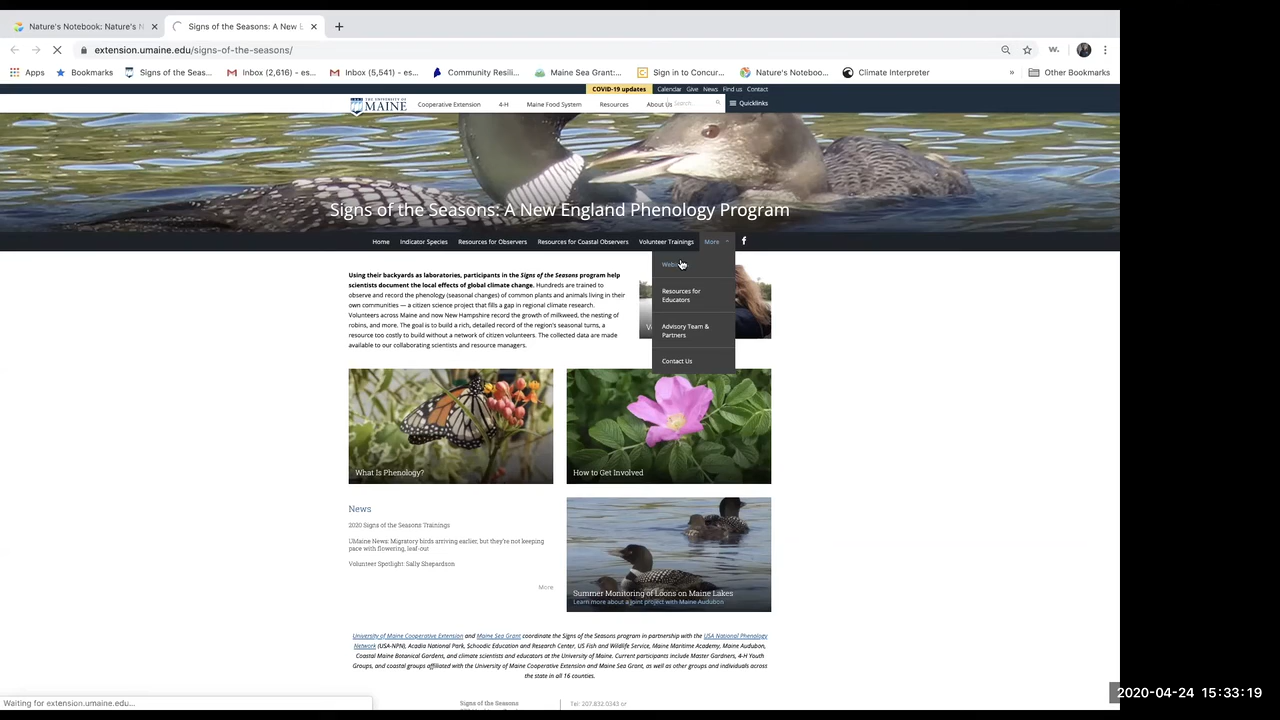 Nature's Notebook: Nature's N
Signs of the Seasons: A New E
extension.umaine.edu/signs-of-the-seasons/
w.
Apps
Bookmarks
Signs of the Seas...
Inbox (2,616) – es...
Inbox (5,541) – es...
Community Resili...
Maine Sea Grant:...
Sign in to Concur...
Nature's Noteboo...
Climate Interpreter
»
Other Bookmarks
COVID-19 updates
Calendar
Give
News
Find us
Contact
THE UNIVERSITY OF
MAINE
Cooperative Extension
4-H
Maine Food System
Resources
About Us
Search...
Quicklinks
Signs of the Seasons: A New England Phenology Program
Home
Indicator Species
Resources for Observers
Resources for Coastal Observers
Volunteer Trainings
More
Resources for
Educators
Advisory Team &
Partners
Contact Us
Using their backyards as laboratories, participants in the Signs of the Seasons program help
scientists document the local effects of global climate change. Hundreds are trained to
observe and record the phenology (seasonal changes) of common plants and animals living in their
own communities — a citizen science project that fills a gap in regional climate research.
Volunteers across Maine and now New Hampshire record the growth of milkweed, the nesting of
robins, and more. The goal is to build a rich, detailed record of the region's seasonal turns, a
resource too costly to build without a network of citizen volunteers. The collected data are made
available to our collaborating scientists and resource managers.
What Is Phenology?
How to Get Involved
News
2020 Signs of the Seasons Trainings
UMaine News: Migratory birds arriving earlier, but they're not keeping
pace with flowering, leaf-out
Volunteer Spotlight: Sally Shepardson
More
Summer Monitoring of Loons on Maine Lakes
Learn more about a joint project with Maine Audubon
University of Maine Cooperative Extension and Maine Sea Grant coordinate the Signs of the Seasons program in partnership with the USA National Phenology
Network (USA-NPN), Acadia National Park, Schoodic Education and Research Center, US Fish and Wildlife Service, Maine Maritime Academy, Maine Audubon,
Coastal Maine Botanical Gardens, and climate scientists and educators at the University of Maine. Current participants include Master Gardners, 4-H Youth
Groups, and coastal groups affiliated with the University of Maine Cooperative Extension and Maine Sea Grant, as well as other groups and individuals across
the state in all 16 counties.
Signs of the Seasons
Tel: 207.832.0343 or
Waiting for extension.umaine.edu...
2020-04-24 15:33:19